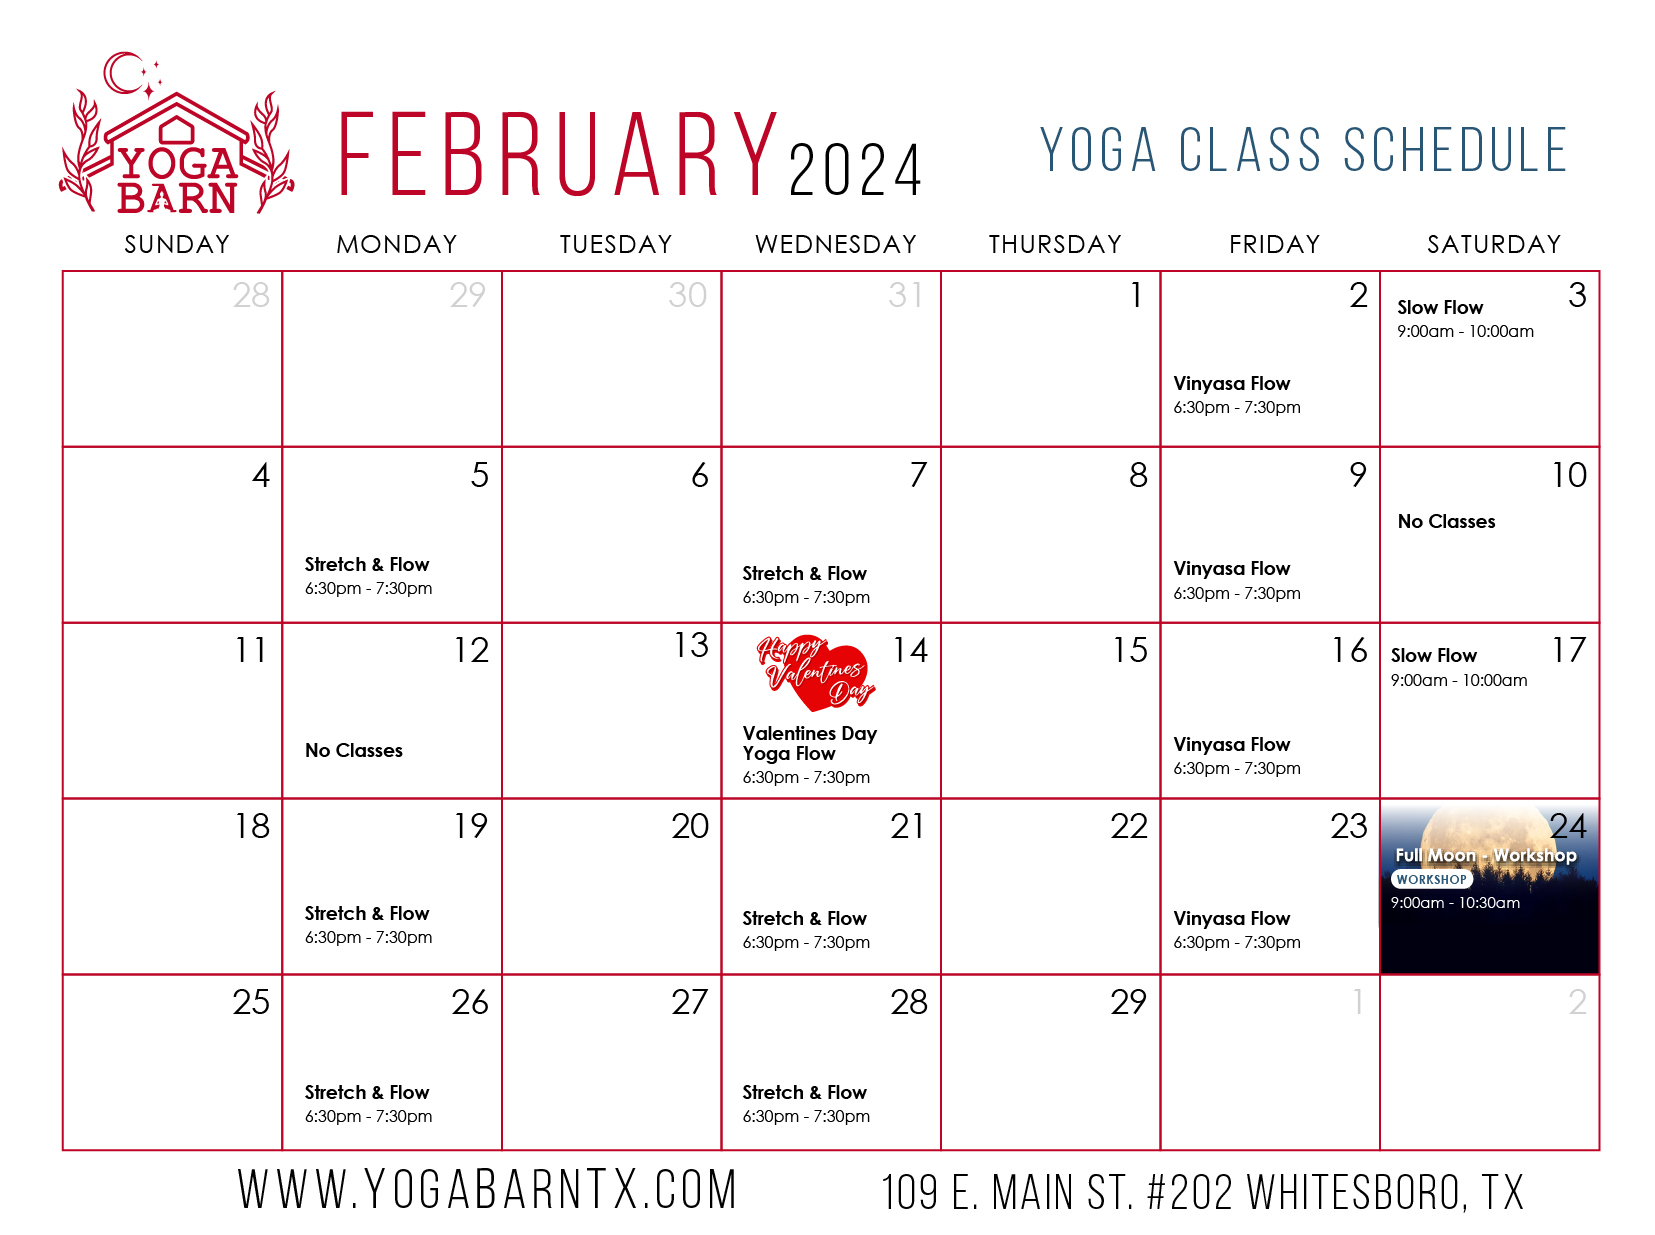 YOGA
BARN
FEBRUARY 2024
YOGA CLASS SCHEDULE
SUNDAY MONDAY TUESDAY WEDNESDAY THURSDAY FRIDAY SATURDAY
28 29 30 31 1 2 3
Slow Flow
9:00am - 10:00am
Vinyasa Flow
6:30pm - 7:30pm
4 5 6 7 8 9 10
No Classes
Stretch & Flow Stretch & Flow Vinyasa Flow
6:30pm - 7:30pm 6:30pm - 7:30pm 6:30pm - 7:30pm
11 12 13 14 15 16 17
Happy
Valentines
Day
Slow Flow
9:00am - 10:00am
No Classes
Valentines Day
Yoga Flow
6:30pm - 7:30pm
Vinyasa Flow
6:30pm - 7:30pm
18 19 20 21 22 23 24
Full Moon - Workshop
WORKSHOP
9:00am - 10:30am
Stretch & Flow Stretch & Flow Vinyasa Flow
6:30pm - 7:30pm 6:30pm - 7:30pm 6:30pm - 7:30pm
25 26 27 28 29 1 2
Stretch & Flow Stretch & Flow
6:30pm - 7:30pm 6:30pm - 7:30pm
WWW.YOGABARNTX.COM
109 E. MAIN ST. #202 WHITESBORO, TX